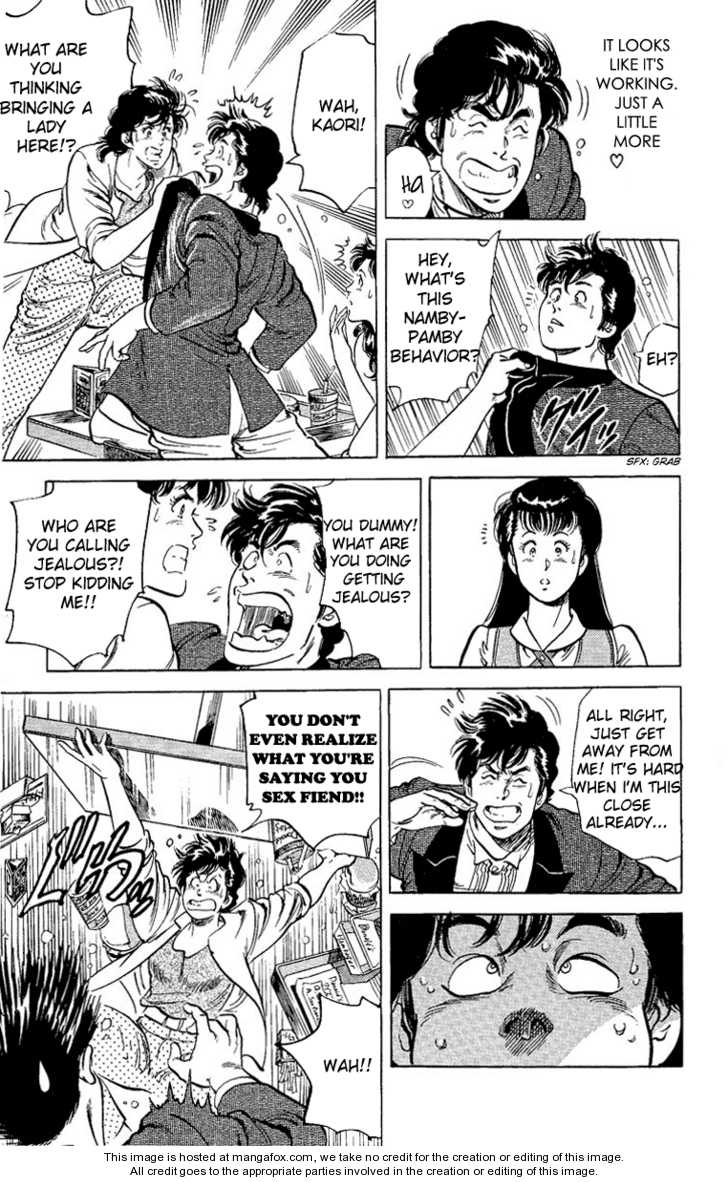 IT LOOKS
LIKE IT'S
WORKING.
JUST A
LITTLE
MORE
♡
HA
♡
HEY,
WHAT'S
THIS
NAMBY-
PAMBY
BEHAVIOR?
EH?
グイッ
SFX: GRAB
WAH,
KAORI!
WHAT ARE
YOU
THINKING
BRINGING A
LADY
HERE!?
YOU DUMMY!
WHAT ARE
YOU DOING
GETTING
JEALOUS?
WHO ARE
YOU CALLING
JEALOUS?!
STOP KIDDING
ME!!
ALL RIGHT,
JUST GET
AWAY FROM
ME! IT'S HARD
WHEN I'M THIS
CLOSE
ALREADY...
YOU DON'T
EVEN REALIZE
WHAT YOU'RE
SAYING YOU
SEX FIEND!!
WAH!!
This image is hosted at mangafox.com, we take no credit for the creation or editing of this image.
All credit goes to the appropriate parties involved in the creation or editing of this image.